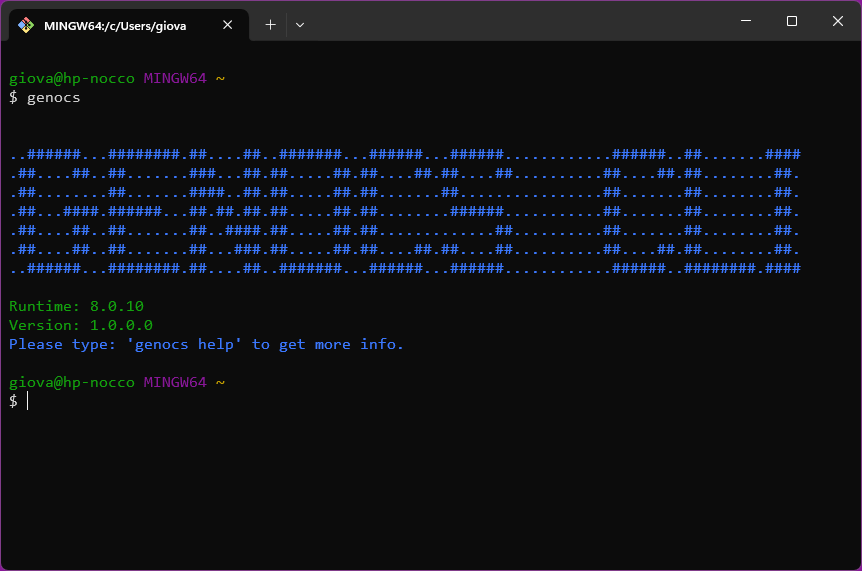 MINGW64:/c/Users/giova
giova@hp-nocco MINGW64 ~
$ genocs
..######...########.##....##..#######...######...######............######..##.......####
.##....##..##.......###...##.##.....##.##....##.##....##..........##....##.##........##.
.##........##.......####..##.##.....##.##.......##................##.......##........##.
.##...####.######...##.##.##.##.....##.##........######...........##.......##........##.
.##....##..##.......##..####.##.....##.##.............##..........##.......##........##.
.##....##..##.......##...###.##.....##.##....##.##....##..........##....##.##........##.
..######...########.##....##..#######...######...######............######..########.####
Runtime: 8.0.10
Version: 1.0.0.0
Please type: 'genocs help' to get more info.
giova@hp-nocco MINGW64 ~
$